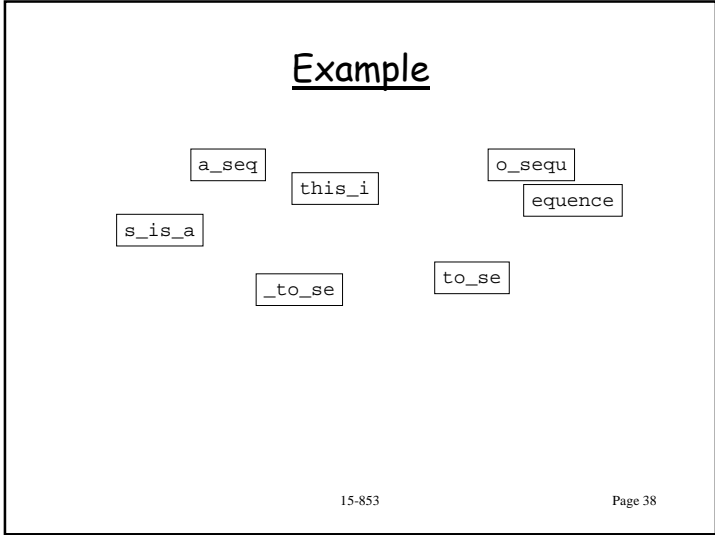 Example
a_seq
o_sequ
this_i
equence
s_is_a
to_se
_to_se
15-853
Page 38